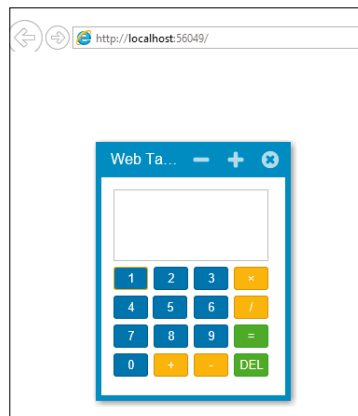 http://localhost:56049/
Web Ta...
1 2 3 ×
4 5 6 /
7 8 9 =
0 + - DEL